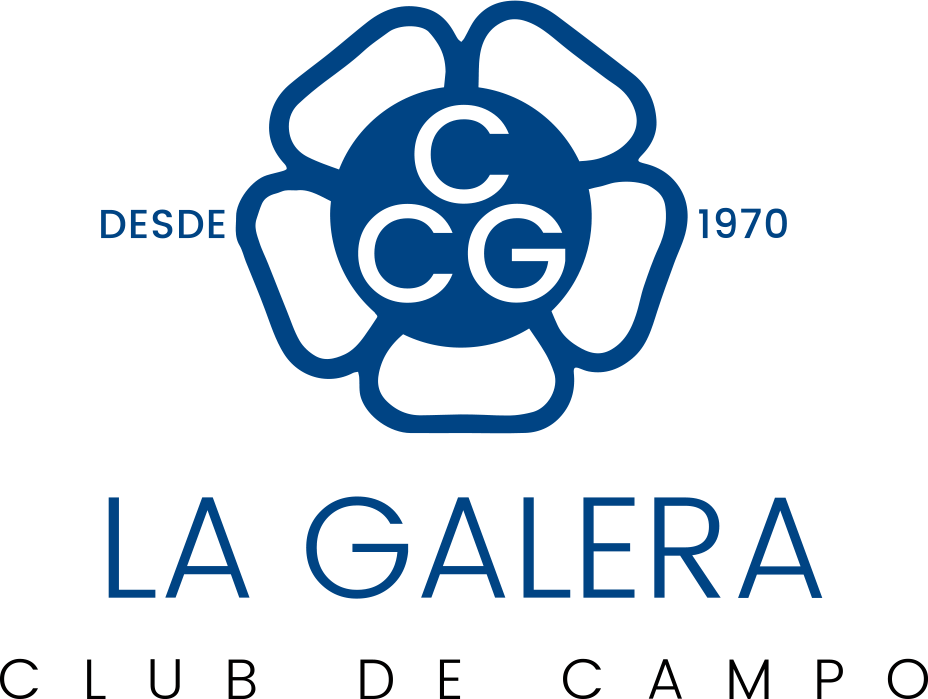 C
CG
DESDE 1970
LA GALERA
CLUB DE CAMPO